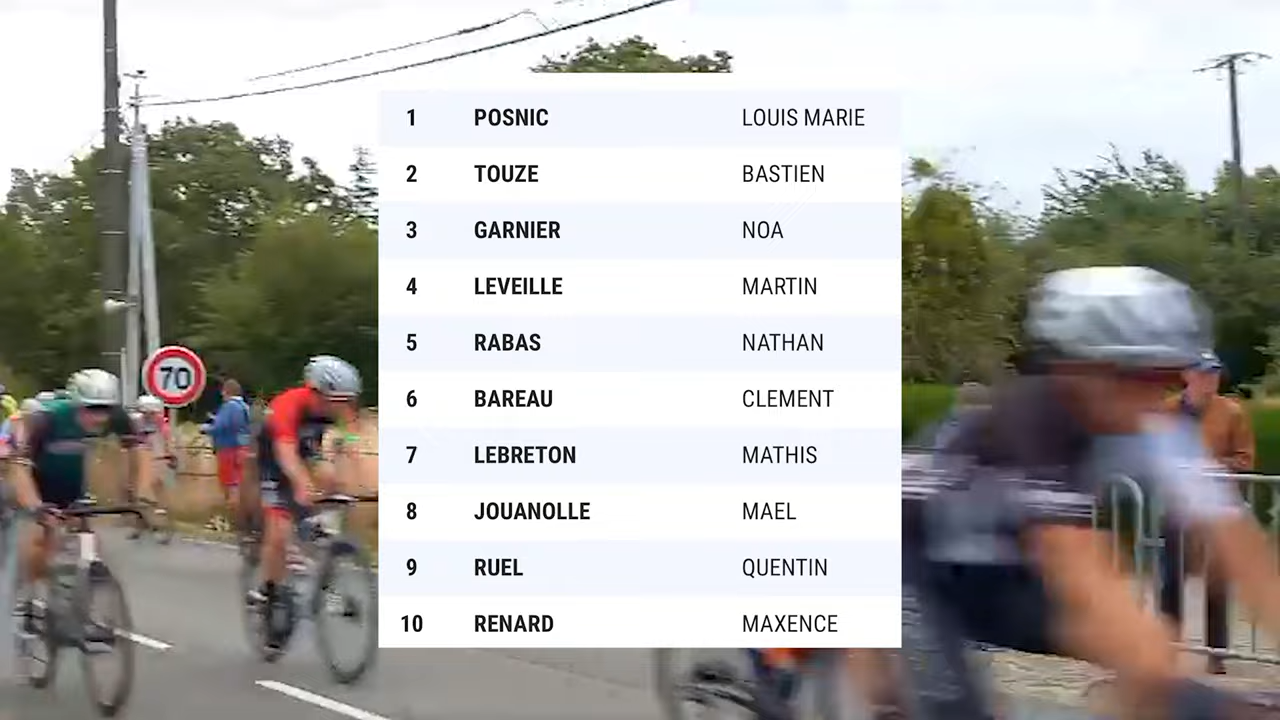 1 POSNIC LOUIS MARIE
2 TOUZE BASTIEN
3 GARNIER NOA
4 LEVEILLE MARTIN
5 RABAS NATHAN
6 BAREAU CLEMENT
7 LEBRETON MATHIS
8 JOUANOLLE MAEL
9 RUEL QUENTIN
10 RENARD MAXENCE
70